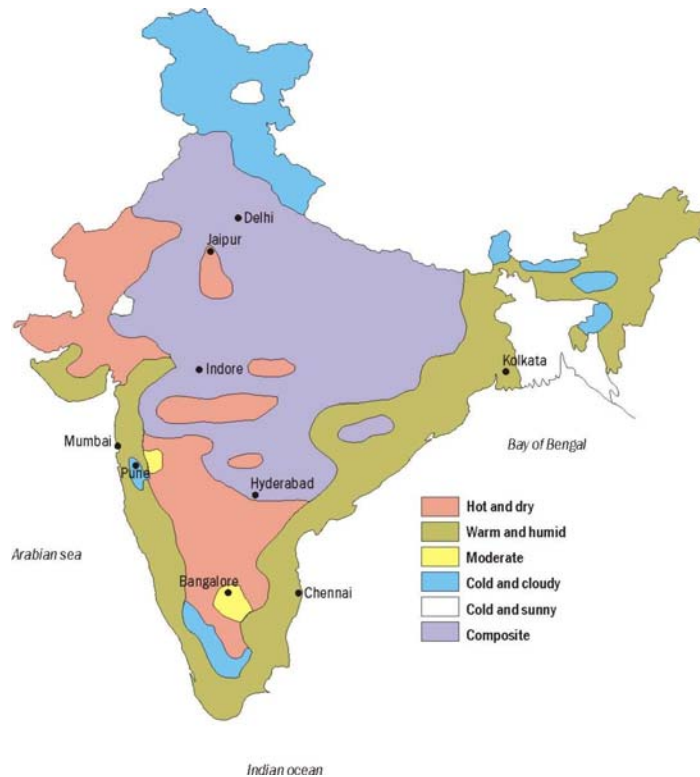 Delhi
Jaipur
Indore
Kolkata
Mumbai
Bay of Bengal
Pune
Hyderabad
Hot and dry
Warm and humid
Arabian sea
Moderate
Cold and cloudy
Bangalore
Chennai
Cold and sunny
Composite
Indian ocean